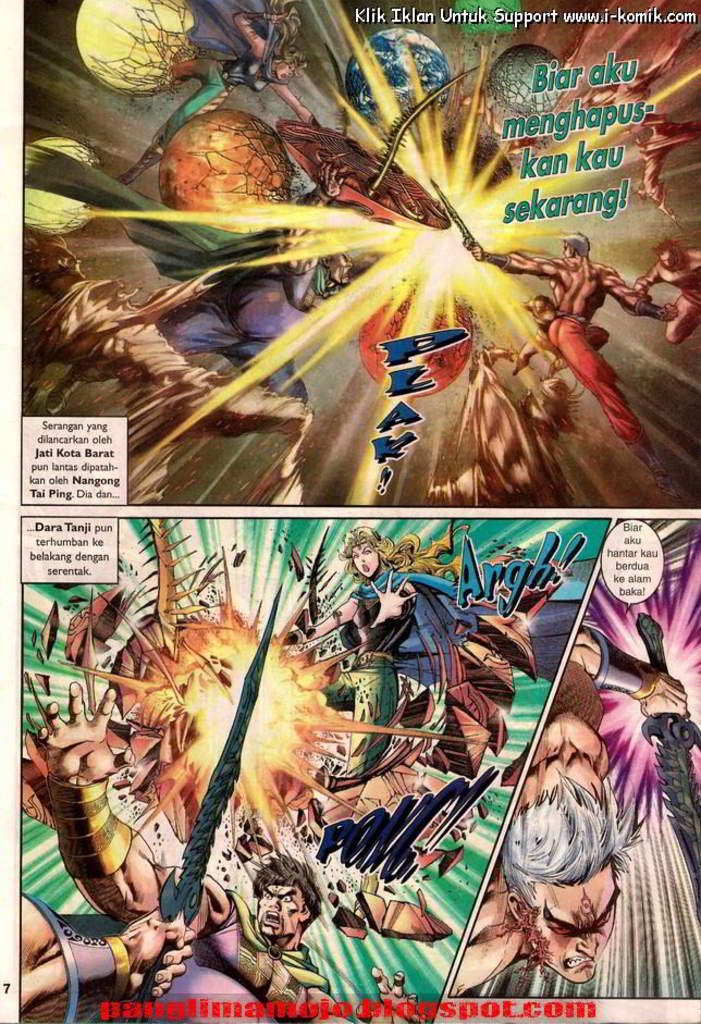 Klik Iklan Untuk Support www.i-komik.com
Biar aku
menghapus-
kan kau
sekarang!
PLAK!
Serangan yang
dilancarkan oleh
Jati Kota Barat
pun lantas dipatah-
kan oleh Nangong
Tai Ping. Dia dan...
...Dara Tanji pun
terhumban ke
belakang dengan
serentak.
Argh!
Biar
aku
hantar kau
berdua
ke alam
baka!
7
panglimamojo.blogspot.com